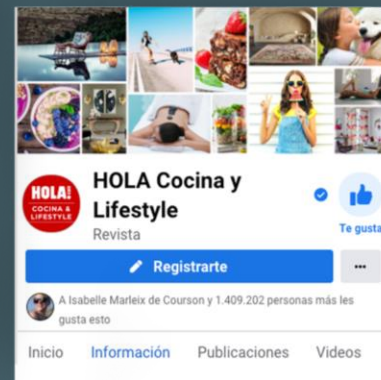 HOLA!
COCINA &
LIFESTYLE
HOLA Cocina y
Lifestyle
Revista
Te gusta
Registrarte
A Isabelle Marleix de Courson y 1.409.202 personas más les
gusta esto
Inicio Información Publicaciones Videos